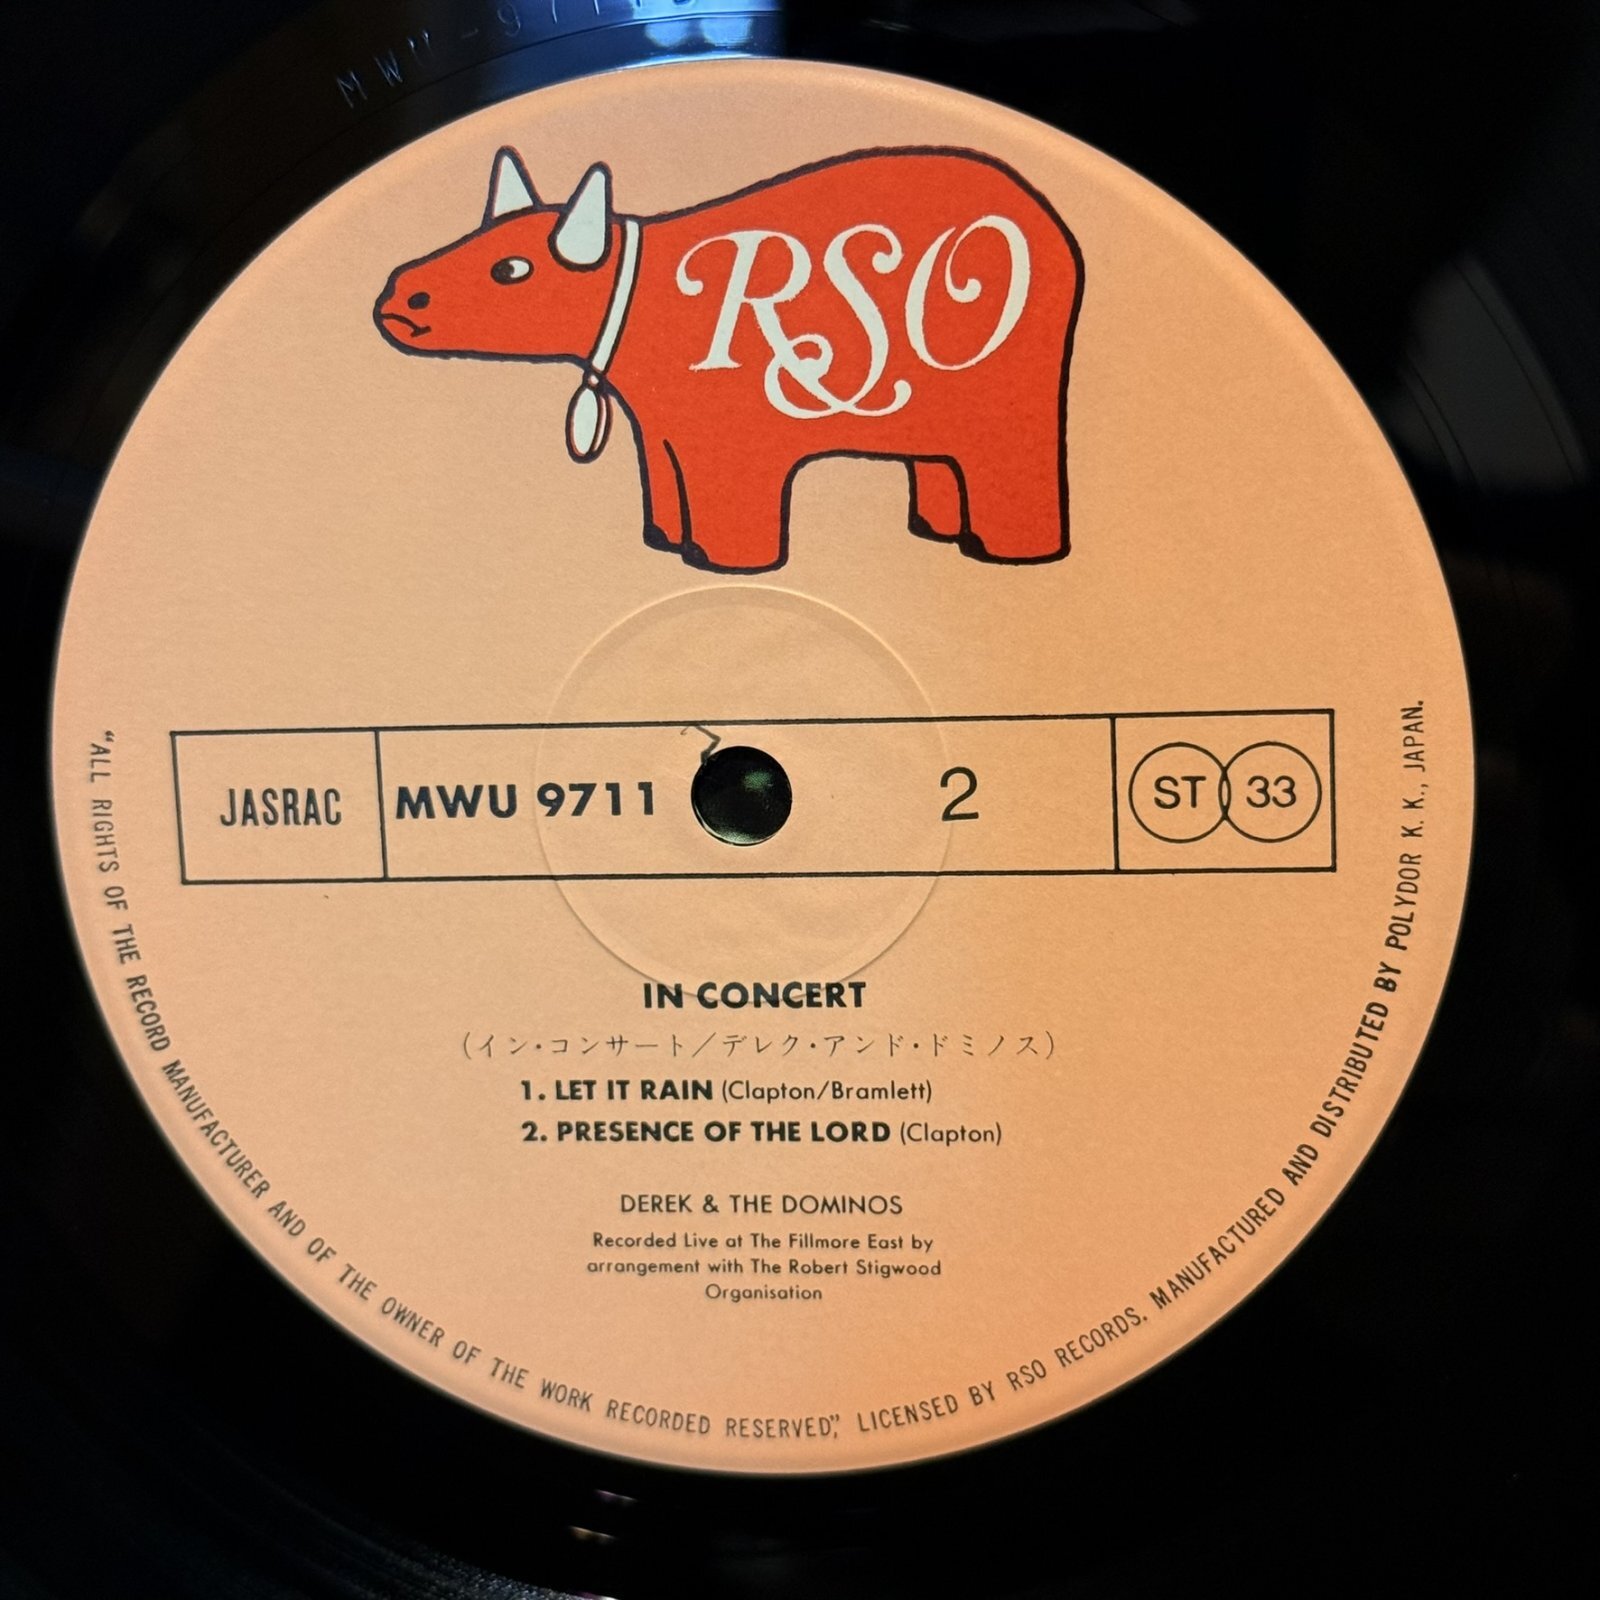 MWU-9711
RSO
JASRAC
MWU 9711
2
ST
33
IN CONCERT
(イン・コンサート/デレク・アンド・ドミノス)
1. LET IT RAIN (Clapton/Bramlett)
2. PRESENCE OF THE LORD (Clapton)
DEREK & THE DOMINOS
Recorded Live at The Fillmore East by
arrangement with The Robert Stigwood
Organisation
"ALL RIGHTS OF THE RECORD MANUFACTURER AND OF THE OWNER OF THE WORK RECORDED RESERVED", LICENSED BY RSO RECORDS. MANUFACTURED AND DISTRIBUTED BY POLYDOR K. K., JAPAN.